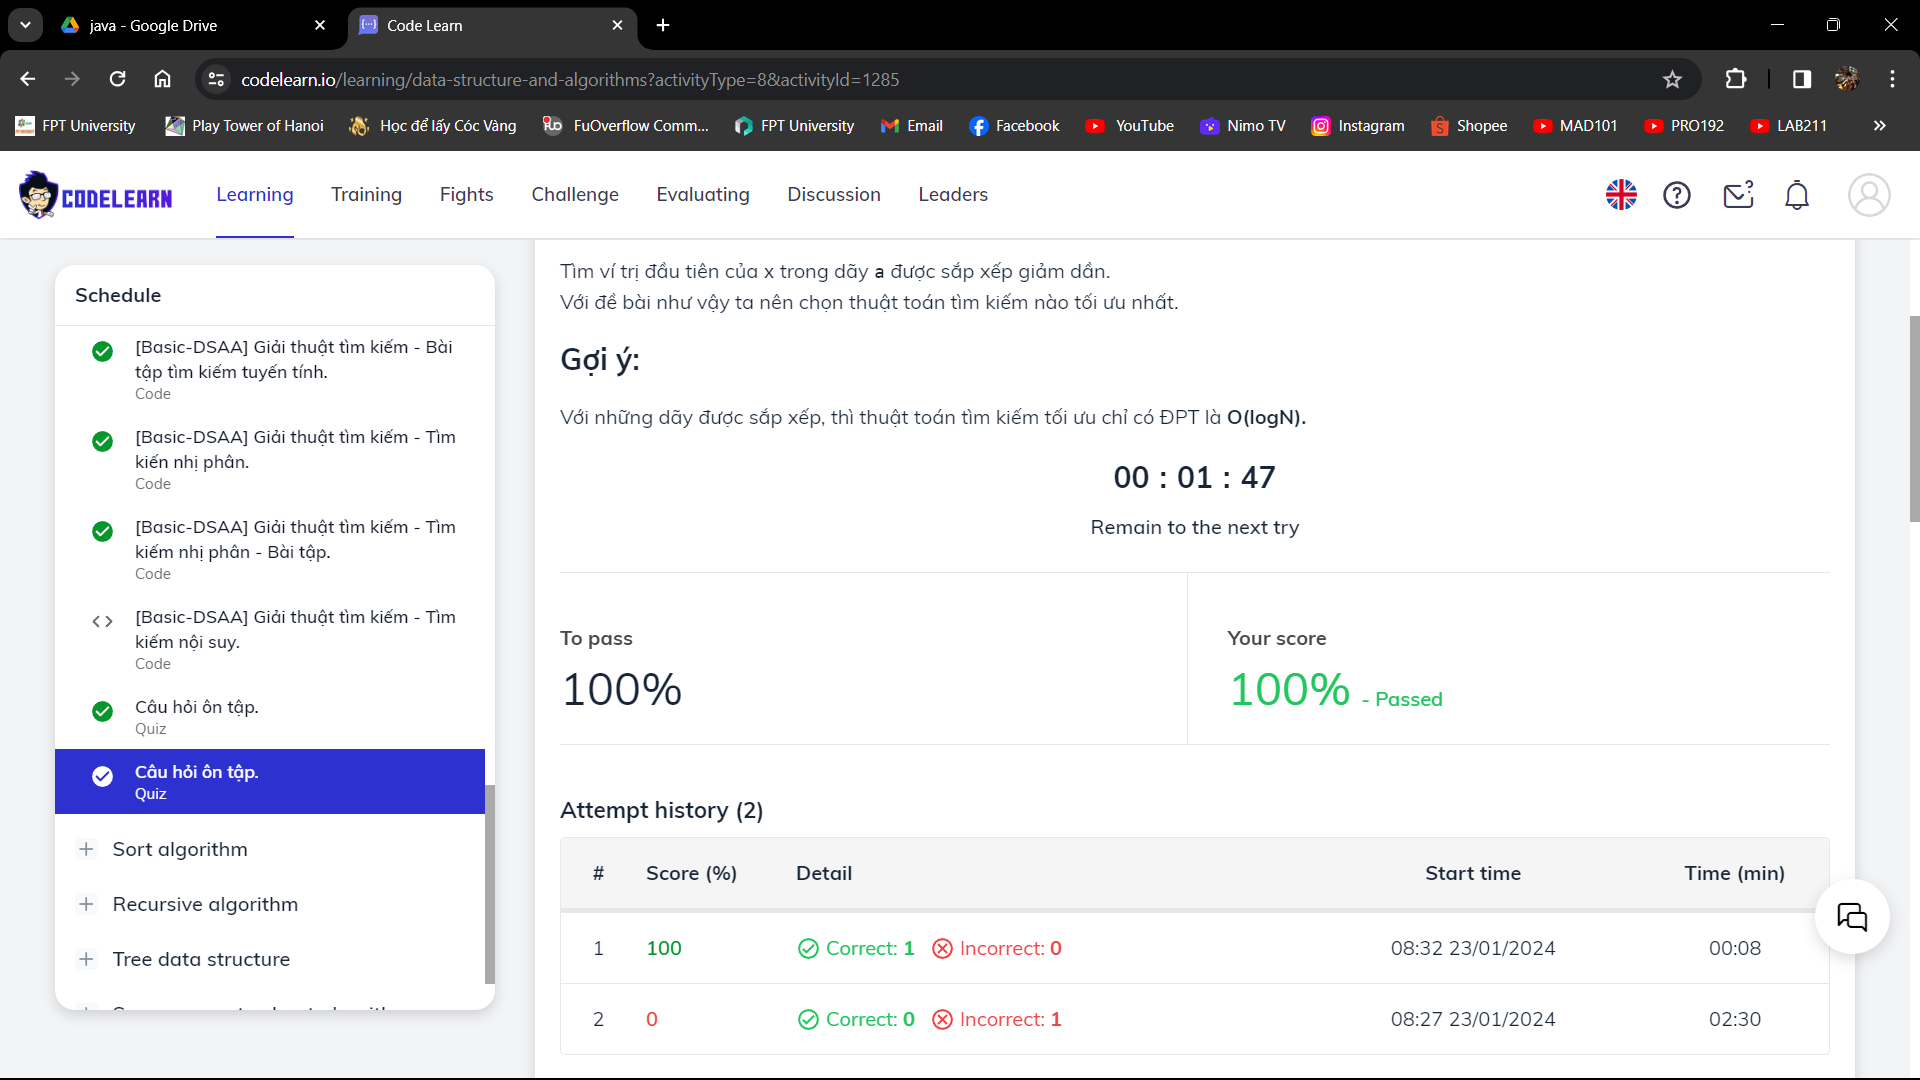 java - Google Drive
Code Learn
codelearn.io/learning/data-structure-and-algorithms?activityType=8&activityId=1285
FPT University
Play Tower of Hanoi
Học để lấy Cóc Vàng
FuOverflow Comm...
FPT University
Email
Facebook
YouTube
Nimo TV
Instagram
Shopee
MAD101
PRO192
LAB211
CODELEARN
Learning
Training
Fights
Challenge
Evaluating
Discussion
Leaders
Schedule
[Basic-DSAA] Giải thuật tìm kiếm - Bài
tập tìm kiếm tuyến tính.
Code
[Basic-DSAA] Giải thuật tìm kiếm - Tìm
kiến nhị phân.
Code
[Basic-DSAA] Giải thuật tìm kiếm - Tìm
kiếm nhị phân - Bài tập.
Code
[Basic-DSAA] Giải thuật tìm kiếm - Tìm
kiếm nội suy.
Code
Câu hỏi ôn tập.
Quiz
Câu hỏi ôn tập.
Quiz
Sort algorithm
Recursive algorithm
Tree data structure
Tìm ví trị đầu tiên của x trong dãy a được sắp xếp giảm dần.
Với đề bài như vậy ta nên chọn thuật toán tìm kiếm nào tối ưu nhất.
Gợi ý:
Với những dãy được sắp xếp, thì thuật toán tìm kiếm tối ưu chỉ có ĐPT là O(logN).
00 : 01 : 47
Remain to the next try
To pass
100%
Your score
100% - Passed
Attempt history (2)
# Score (%) Detail Start time Time (min)
1 100 Correct: 1 Incorrect: 0 08:32 23/01/2024 00:08
2 0 Correct: 0 Incorrect: 1 08:27 23/01/2024 02:30